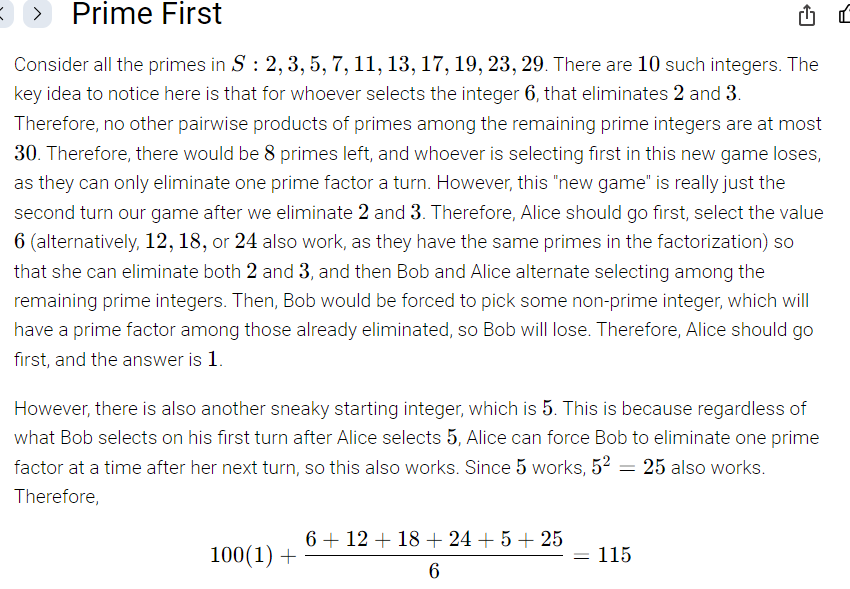 Prime First
Consider all the primes in S : 2, 3, 5, 7, 11, 13, 17, 19, 23, 29. There are 10 such integers. The
key idea to notice here is that for whoever selects the integer 6, that eliminates 2 and 3.
Therefore, no other pairwise products of primes among the remaining prime integers are at most
30. Therefore, there would be 8 primes left, and whoever is selecting first in this new game loses,
as they can only eliminate one prime factor a turn. However, this "new game" is really just the
second turn our game after we eliminate 2 and 3. Therefore, Alice should go first, select the value
6 (alternatively, 12, 18, or 24 also work, as they have the same primes in the factorization) so
that she can eliminate both 2 and 3, and then Bob and Alice alternate selecting among the
remaining prime integers. Then, Bob would be forced to pick some non-prime integer, which will
have a prime factor among those already eliminated, so Bob will lose. Therefore, Alice should go
first, and the answer is 1.
However, there is also another sneaky starting integer, which is 5. This is because regardless of
what Bob selects on his first turn after Alice selects 5, Alice can force Bob to eliminate one prime
factor at a time after her next turn, so this also works. Since 5 works, 5² = 25 also works.
Therefore,
100(1) + (6 + 12 + 18 + 24 + 5 + 25)/6 = 115